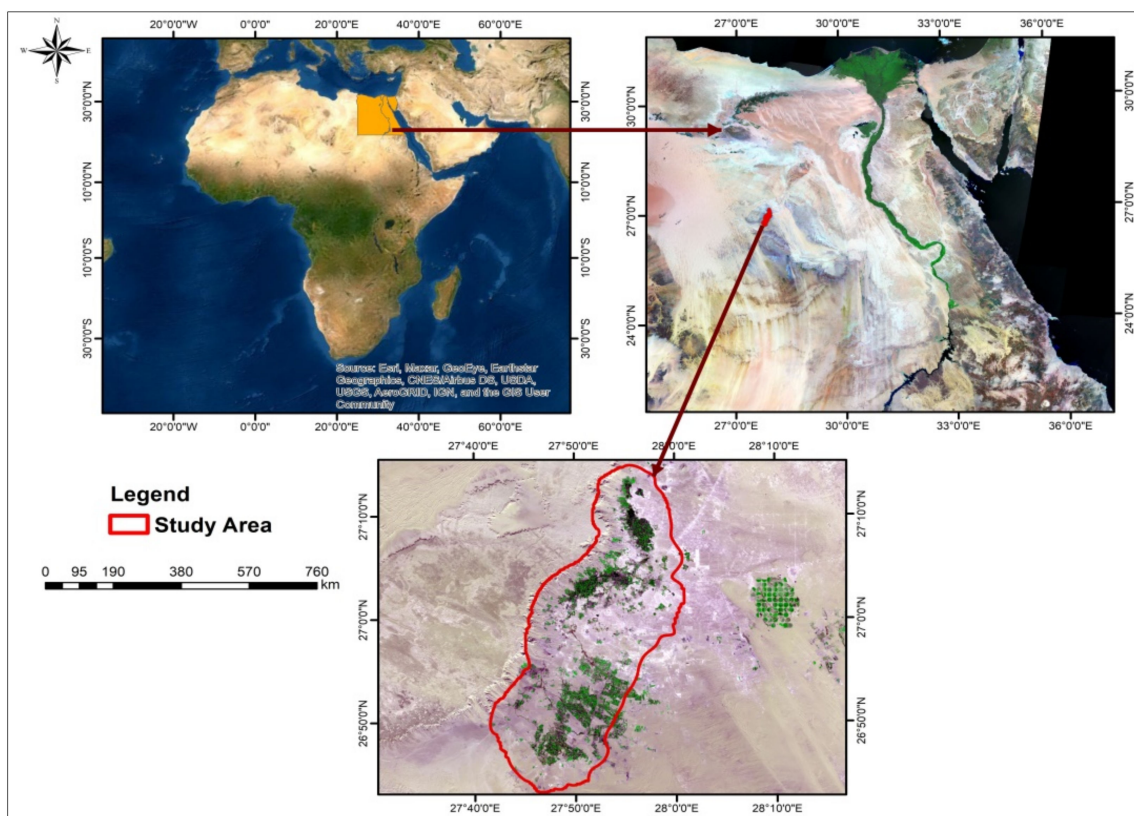 N
W E
S
20°0'0"W 0°0'0" 20°0'0"E 40°0'0"E 60°0'0"E
30°0'0"N 30°0'0"N
10°0'0"N 10°0'0"N
10°0'0"S 10°0'0"S
30°0'0"S 30°0'0"S
Source: Esri, Maxar, GeoEye, Earthstar
Geographics, CNES/Airbus DS, USDA,
USGS, AeroGRID, IGN, and the GIS User
Community
20°0'0"W 0°0'0" 20°0'0"E 40°0'0"E 60°0'0"E
27°0'0"E 30°0'0"E 33°0'0"E 36°0'0"E
30°0'0"N 30°0'0"N
27°0'0"N 27°0'0"N
24°0'0"N 24°0'0"N
27°0'0"E 30°0'0"E 33°0'0"E 36°0'0"E
Legend
Study Area
0 95 190 380 570 760
km
27°40'0"E 27°50'0"E 28°0'0"E 28°10'0"E
27°10'0"N 27°10'0"N
27°0'0"N 27°0'0"N
26°50'0"N 26°50'0"N
27°40'0"E 27°50'0"E 28°0'0"E 28°10'0"E